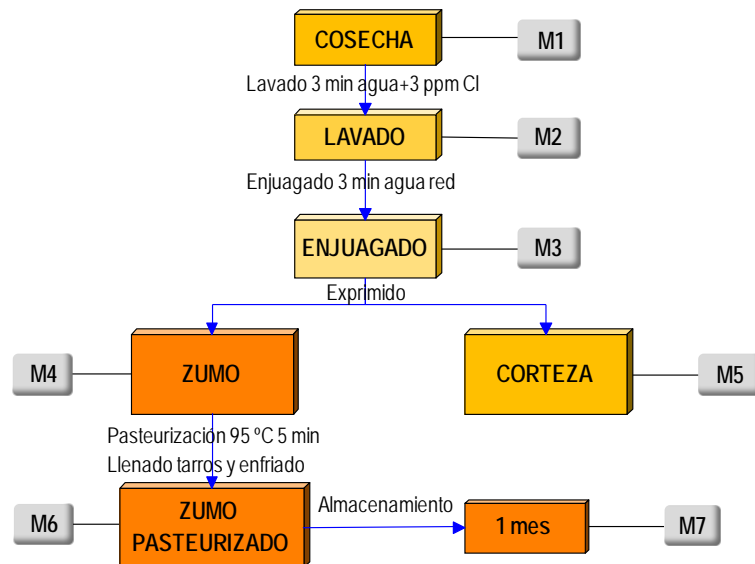 COSECHA
M1
Lavado 3 min agua+3 ppm Cl
LAVADO
M2
Enjuagado 3 min agua red
ENJUAGADO
M3
Exprimido
M4
ZUMO
CORTEZA
M5
Pasteurización 95 ºC 5 min
Llenado tarros y enfriado
M6
ZUMO
PASTEURIZADO
Almacenamiento
1 mes
M7